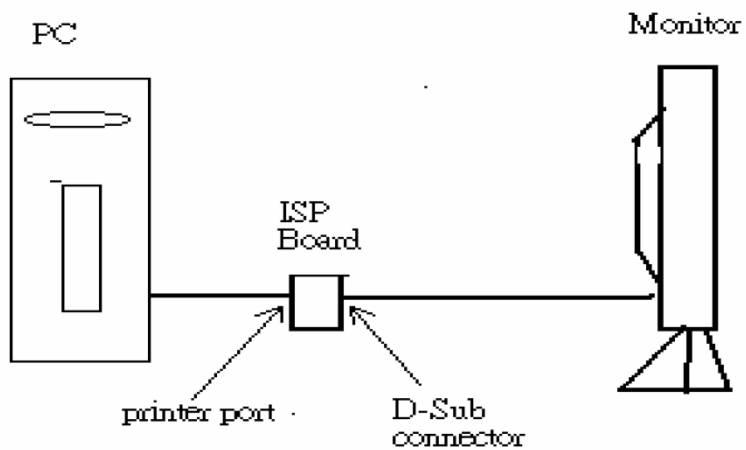 PC
Monitor
ISP
Board
printer port
D-Sub
connector